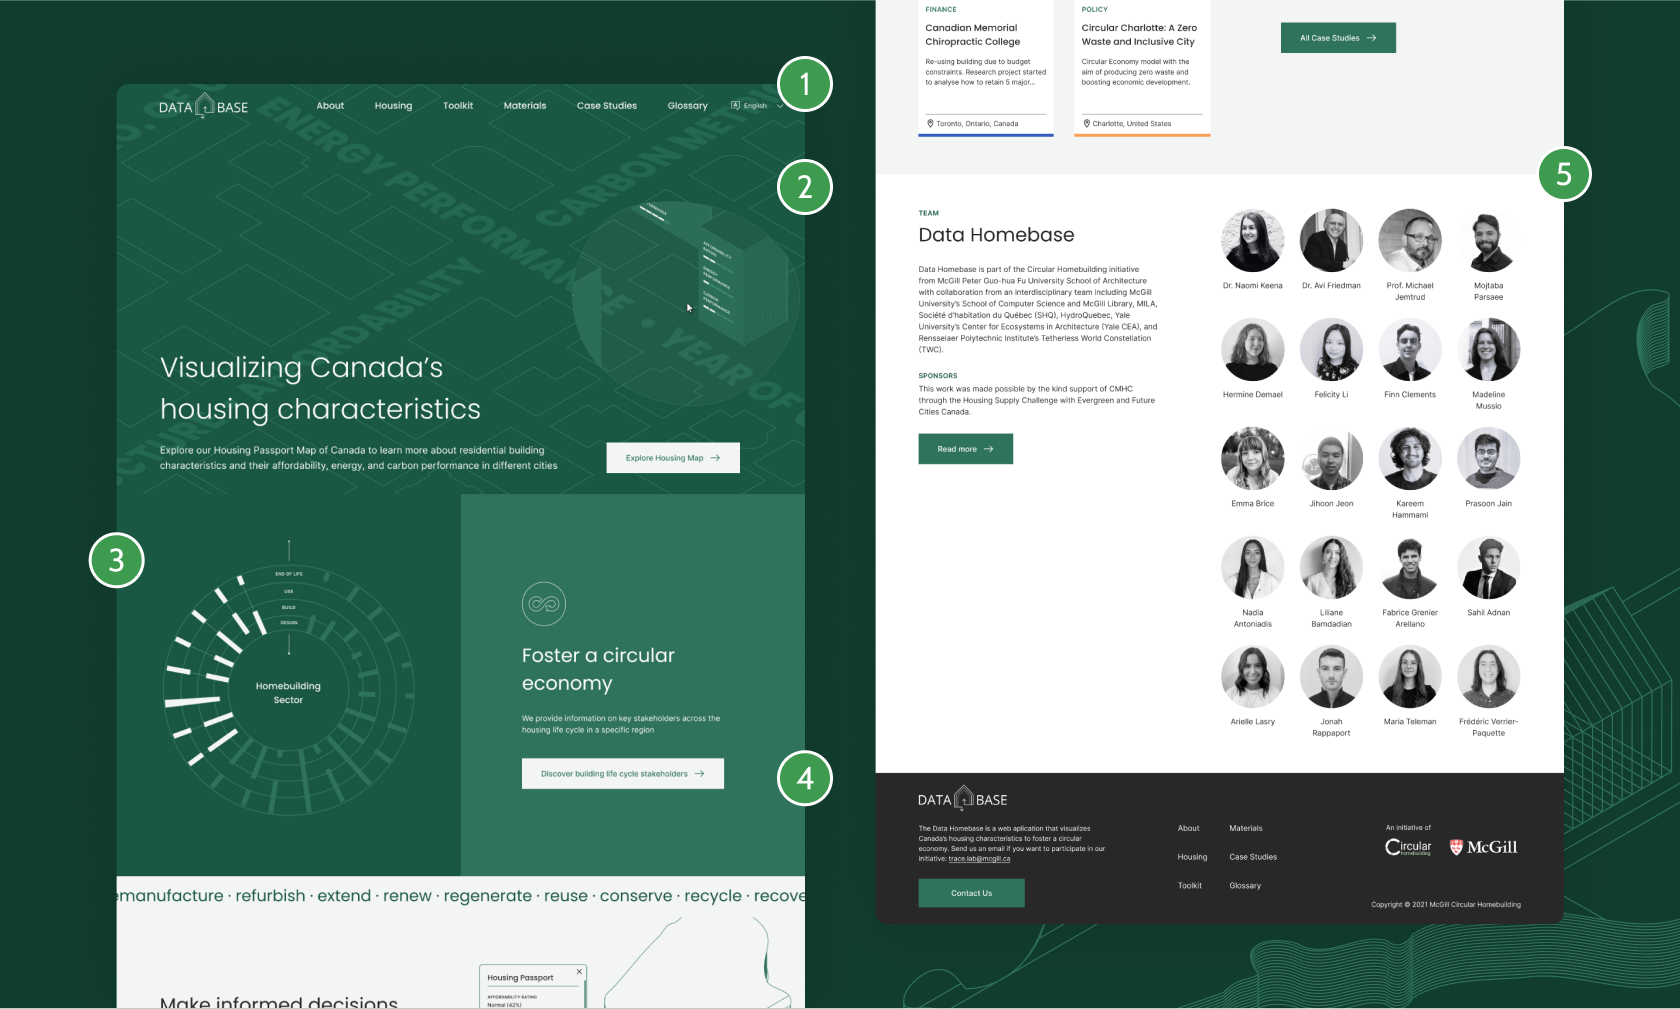 DATA BASE
About
Housing
Toolkit
Materials
Case Studies
Glossary
English
1
2
ENERGY PERFORMANCE • YEAR OF
CARBON METRI
AFFORDABILITY
AFFORDABILITY
RATING
ENERGY
PERFORMANCE
CARBON
PERFORMANCE
Visualizing Canada's
housing characteristics
Explore our Housing Passport Map of Canada to learn more about residential building
characteristics and their affordability, energy, and carbon performance in different cities
Explore Housing Map
3
END OF LIFE
USE
BUILD
DESIGN
Homebuilding
Sector
Foster a circular
economy
We provide information on key stakeholders across the
housing life cycle in a specific region
Discover building life cycle stakeholders
4
emanufacture · refurbish · extend · renew · regenerate · reuse · conserve · recycle · recove
Make informed decisions
Housing Passport
AFFORDABILITY RATING
Normal (42%)
FINANCE
Canadian Memorial
Chiropractic College
Re-using building due to budget
constraints. Research project started
to analyse how to retain 5 major...
Toronto, Ontario, Canada
POLICY
Circular Charlotte: A Zero
Waste and Inclusive City
Circular Economy model with the
aim of producing zero waste and
boosting economic development.
Charlotte, United States
All Case Studies
5
TEAM
Data Homebase
Data Homebase is part of the Circular Homebuilding initiative
from McGill Peter Guo-hua Fu University School of Architecture
with collaboration from an interdisciplinary team including McGill
University's School of Computer Science and McGill Library, MILA,
Société d'habitation du Québec (SHQ), HydroQuebec, Yale
University's Center for Ecosystems in Architecture (Yale CEA), and
Rensselaer Polytechnic Institute's Tetherless World Constellation
(TWC).
SPONSORS
This work was made possible by the kind support of CMHC
through the Housing Supply Challenge with Evergreen and Future
Cities Canada.
Read more
Dr. Naomi Keena
Dr. Avi Friedman
Prof. Michael
Jemtrud
Mojtaba
Parsaee
Hermine Demael
Felicity Li
Finn Clements
Madeline
Mussio
Emma Brice
Jihoon Jeon
Kareem
Hammami
Prasoon Jain
Nadia
Antoniadis
Liliane
Bamdadian
Fabrice Grenier
Arellano
Sahil Adnan
Arielle Lasry
Jonah
Rappaport
Maria Teleman
Frédéric Verrier-
Paquette
DATA BASE
The Data Homebase is a web aplication that visualizes
Canada's housing characteristics to foster a circular
economy. Send us an email if you want to participate in our
initiative: trace.lab@mcgill.ca
Contact Us
About
Materials
Housing
Case Studies
Toolkit
Glossary
An initiative of
Circular
homebuilding
McGill
Copyright © 2021 McGill Circular Homebuilding